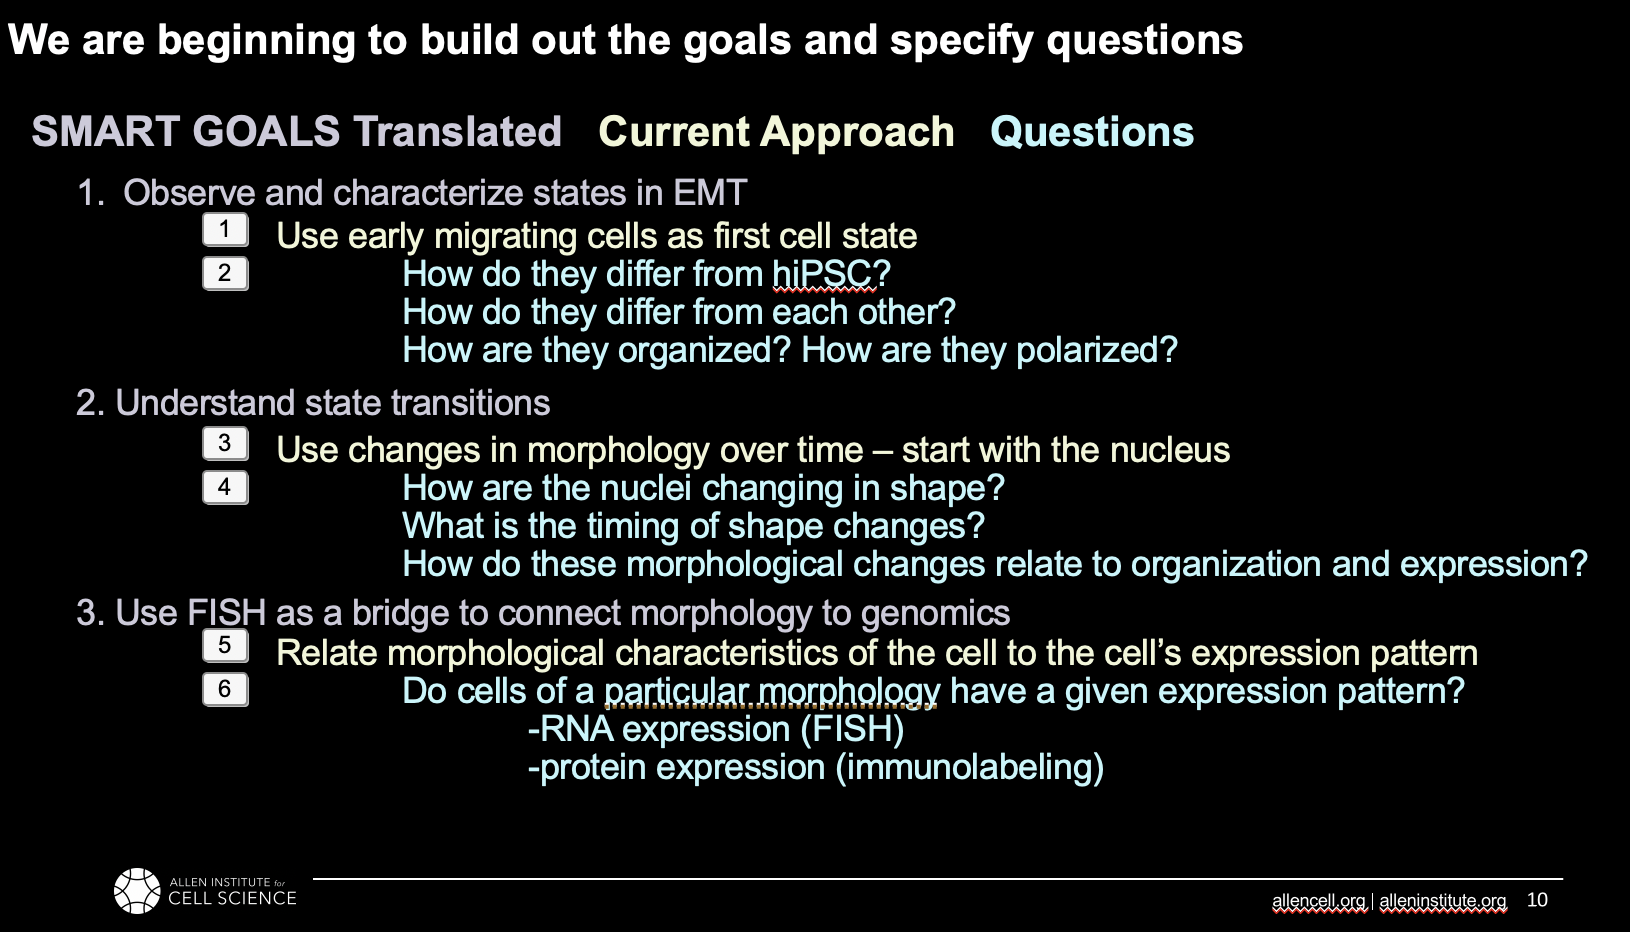 We are beginning to build out the goals and specify questions
SMART GOALS Translated Current Approach Questions
1. Observe and characterize states in EMT
1 Use early migrating cells as first cell state
2 How do they differ from hiPSC?
How do they differ from each other?
How are they organized? How are they polarized?
2. Understand state transitions
3 Use changes in morphology over time – start with the nucleus
4 How are the nuclei changing in shape?
What is the timing of shape changes?
How do these morphological changes relate to organization and expression?
3. Use FISH as a bridge to connect morphology to genomics
5 Relate morphological characteristics of the cell to the cell’s expression pattern
6 Do cells of a particular morphology have a given expression pattern?
-RNA expression (FISH)
-protein expression (immunolabeling)
ALLEN INSTITUTE for
CELL SCIENCE
allencell.org | alleninstitute.org 10